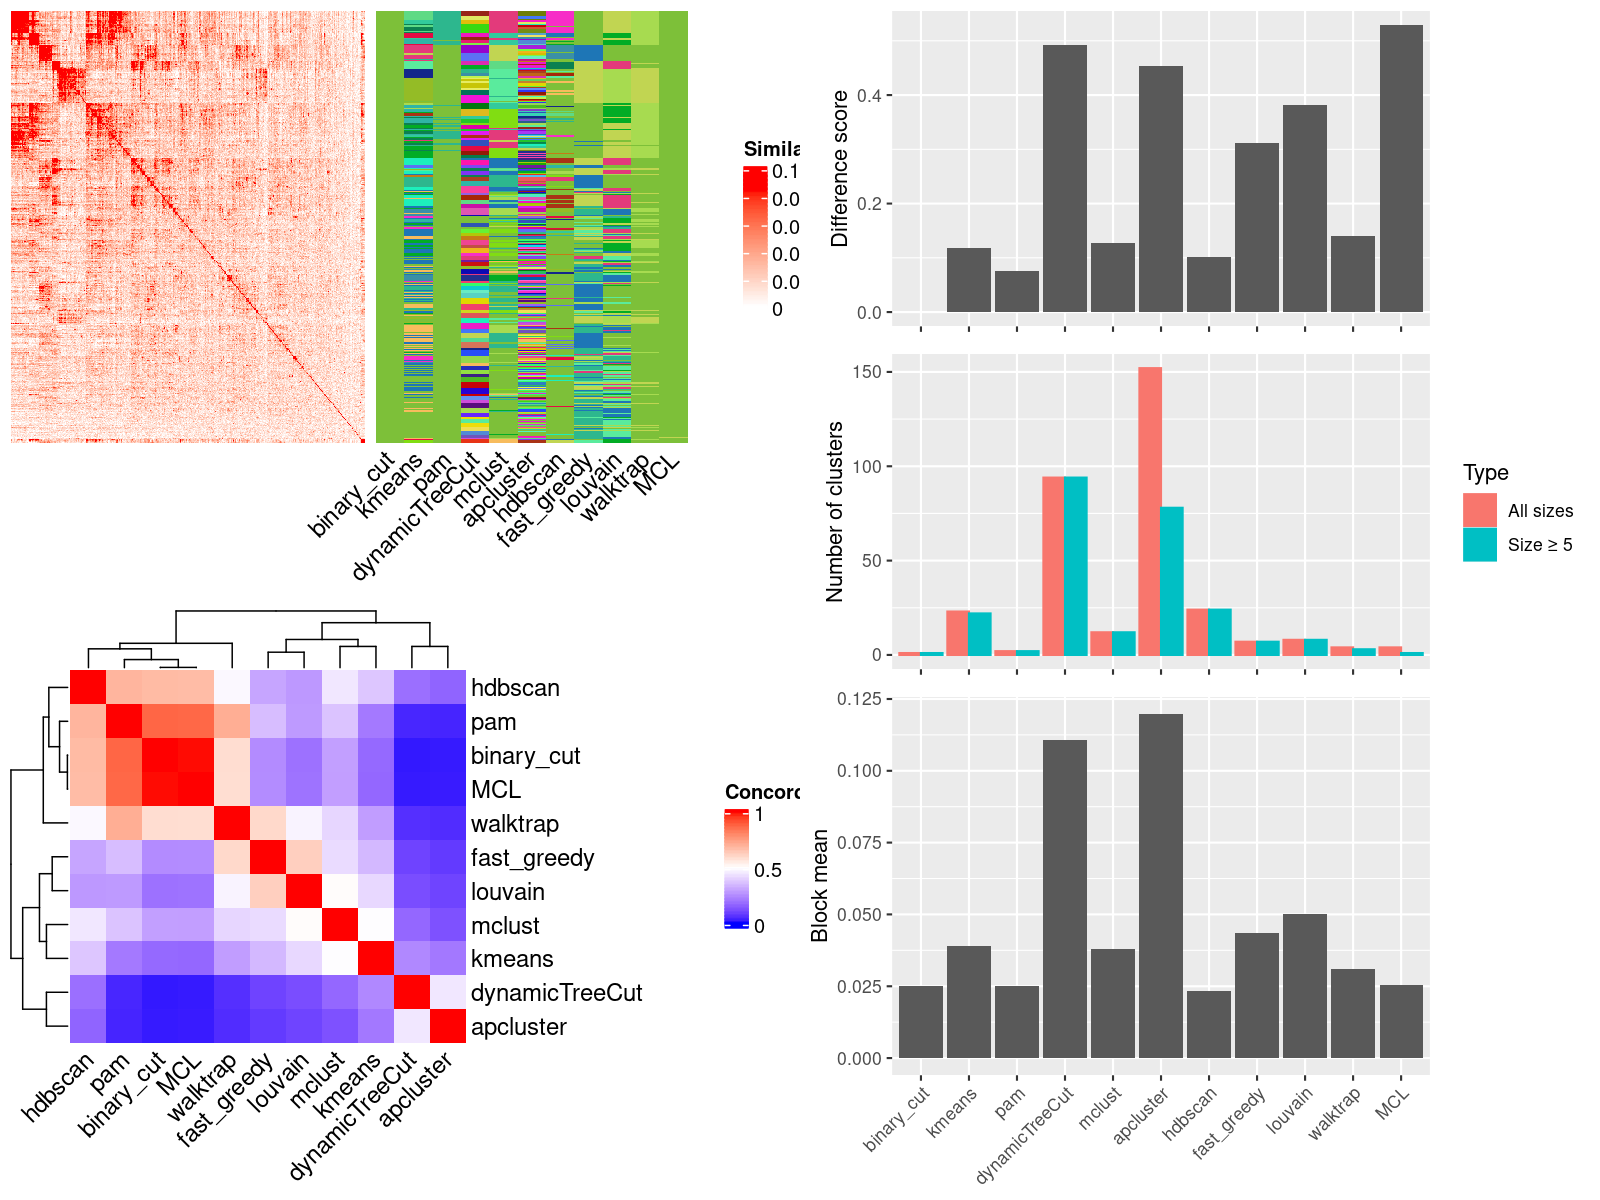 Simila
0.1
0.0
0.0
0.0
0.0
0
binary_cut
kmeans
pam
dynamicTreeCut
mclust
apcluster
hdbscan
fast_greedy
louvain
walktrap
MCL
hdbscan
pam
binary_cut
MCL
walktrap
fast_greedy
louvain
mclust
kmeans
dynamicTreeCut
apcluster
hdbscan
pam
binary_cut
MCL
walktrap
fast_greedy
louvain
mclust
kmeans
dynamicTreeCut
apcluster
Concord
1
0.5
0
Difference score
0.4
0.2
0.0
Number of clusters
150
100
50
0
Type
All sizes
Size ≥ 5
Block mean
0.125
0.100
0.075
0.050
0.025
0.000
binary_cut
kmeans
pam
dynamicTreeCut
mclust
apcluster
hdbscan
fast_greedy
louvain
walktrap
MCL